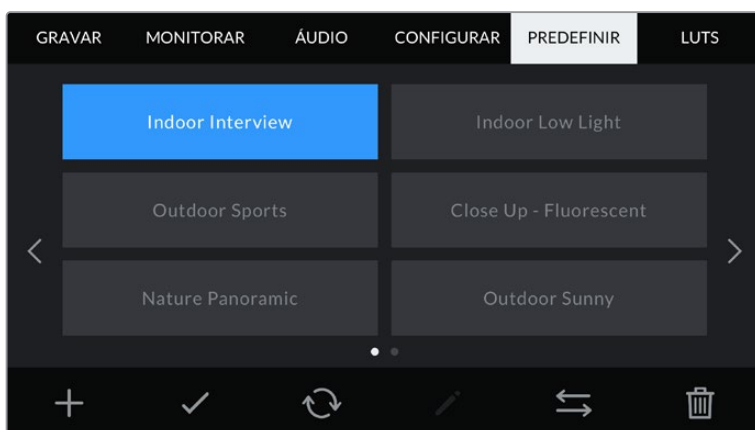 GRAVAR MONITORAR ÁUDIO CONFIGURAR PREDEFINIR LUTS
Indoor Interview Indoor Low Light
Outdoor Sports Close Up - Fluorescent
Nature Panoramic Outdoor Sunny